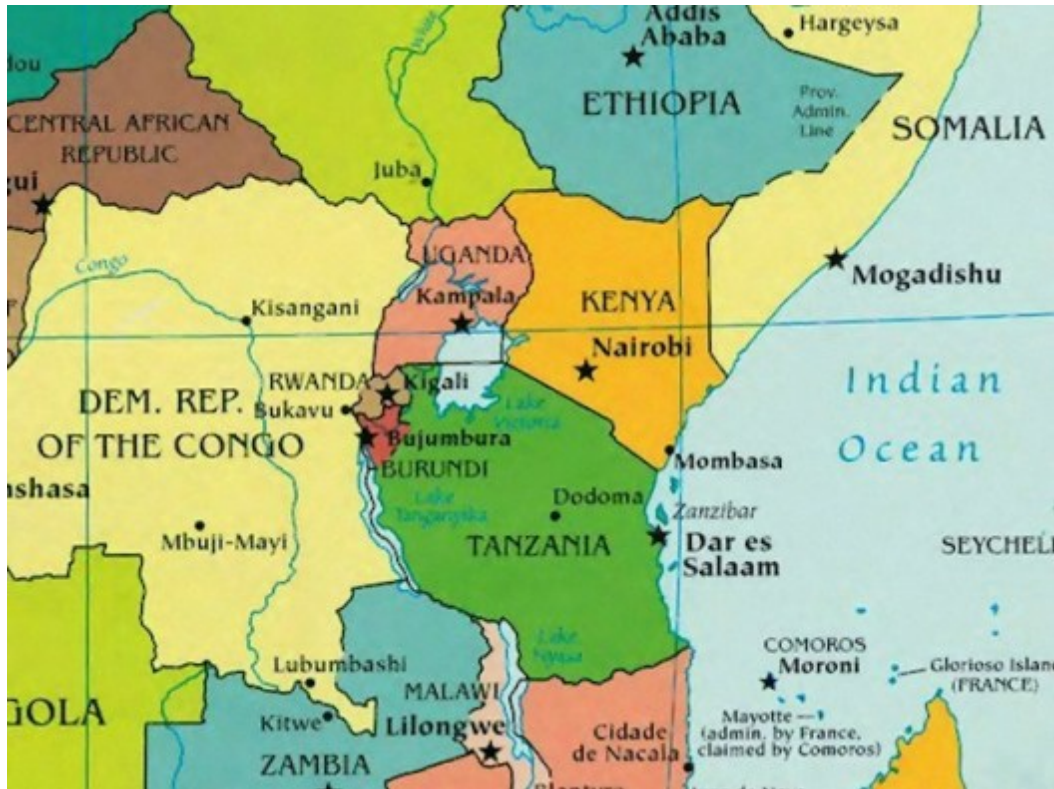 Addis
Ababa
Hargeysa
ETHIOPIA
Prov.
Admin.
Line
SOMALIA
dou
CENTRAL AFRICAN
REPUBLIC
gui
White
Juba
UGANDA
Kampala
KENYA
Nairobi
Mogadishu
Congo
Kisangani
RWANDA
Kigali
Bukavu
DEM. REP.
OF THE CONGO
Bujumbura
BURUNDI
Lake
Victoria
Indian
Ocean
Mombasa
nshasa
Lake
Tanganyika
Dodoma
Zanzibar
Mbuji-Mayi
TANZANIA
Dar es
Salaam
SEYCHELL
Lake
Nyasa
COMOROS
Moroni
Glorioso Island
(FRANCE)
Lubumbashi
MALAWI
Lilongwe
GOLA
Kitwe
ZAMBIA
Cidade
de Nacala
Mayotte
(admin. by France,
claimed by Comoros)